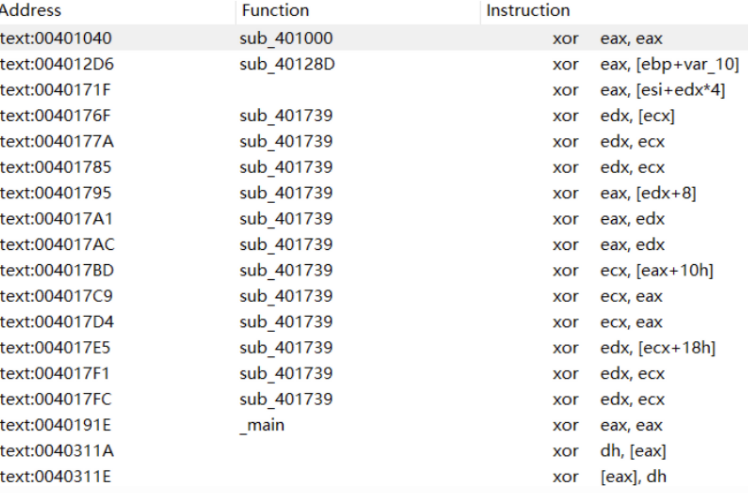 Address Function Instruction
text:00401040 sub_401000 xor eax, eax
text:004012D6 sub_40128D xor eax, [ebp+var_10]
text:0040171F xor eax, [esi+edx*4]
text:0040176F sub_401739 xor edx, [ecx]
text:0040177A sub_401739 xor edx, ecx
text:00401785 sub_401739 xor edx, ecx
text:00401795 sub_401739 xor eax, [edx+8]
text:004017A1 sub_401739 xor eax, edx
text:004017AC sub_401739 xor eax, edx
text:004017BD sub_401739 xor ecx, [eax+10h]
text:004017C9 sub_401739 xor ecx, eax
text:004017D4 sub_401739 xor ecx, eax
text:004017E5 sub_401739 xor edx, [ecx+18h]
text:004017F1 sub_401739 xor edx, ecx
text:004017FC sub_401739 xor edx, ecx
text:0040191E _main xor eax, eax
text:0040311A xor dh, [eax]
text:0040311E xor [eax], dh